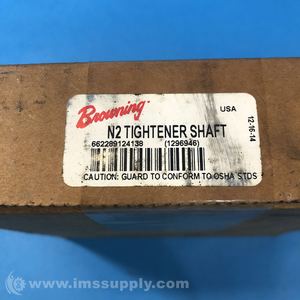 Browning
USA
12-16-14
N2 TIGHTENER SHAFT
662289124138 (1296946)
CAUTION: GUARD TO CONFORM TO OSHA STDS
© www.imssupply.com